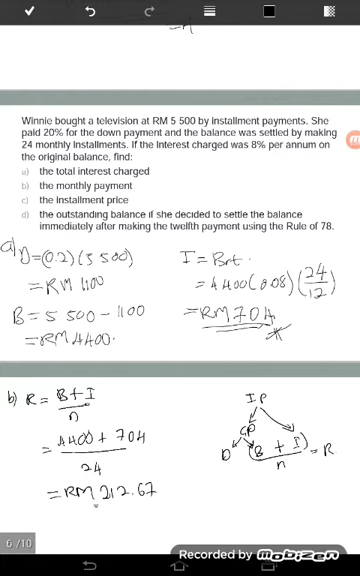 Winnie bought a television at RM 5 500 by installment payments. She
paid 20% for the down payment and the balance was settled by making
24 monthly Installments. If the Interest charged was 8% per annum on
the original balance, find:
a) the total interest charged
b) the monthly payment
c) the installment price
d) the outstanding balance if she decided to settle the balance
immediately after making the twelfth payment using the Rule of 78.
a) D = (0.2)(5 500)
= RM 1100
B = 5 500 - 1100
= RM 4400.
I = Brt.
= 4400(0.08)(24/12)
= RM 704
b) R = B + I / n
= 4400 + 704 / 24
= RM 212.67
IP
CP
D (B + I) / n = R
6 /10
Recorded by Mobizen